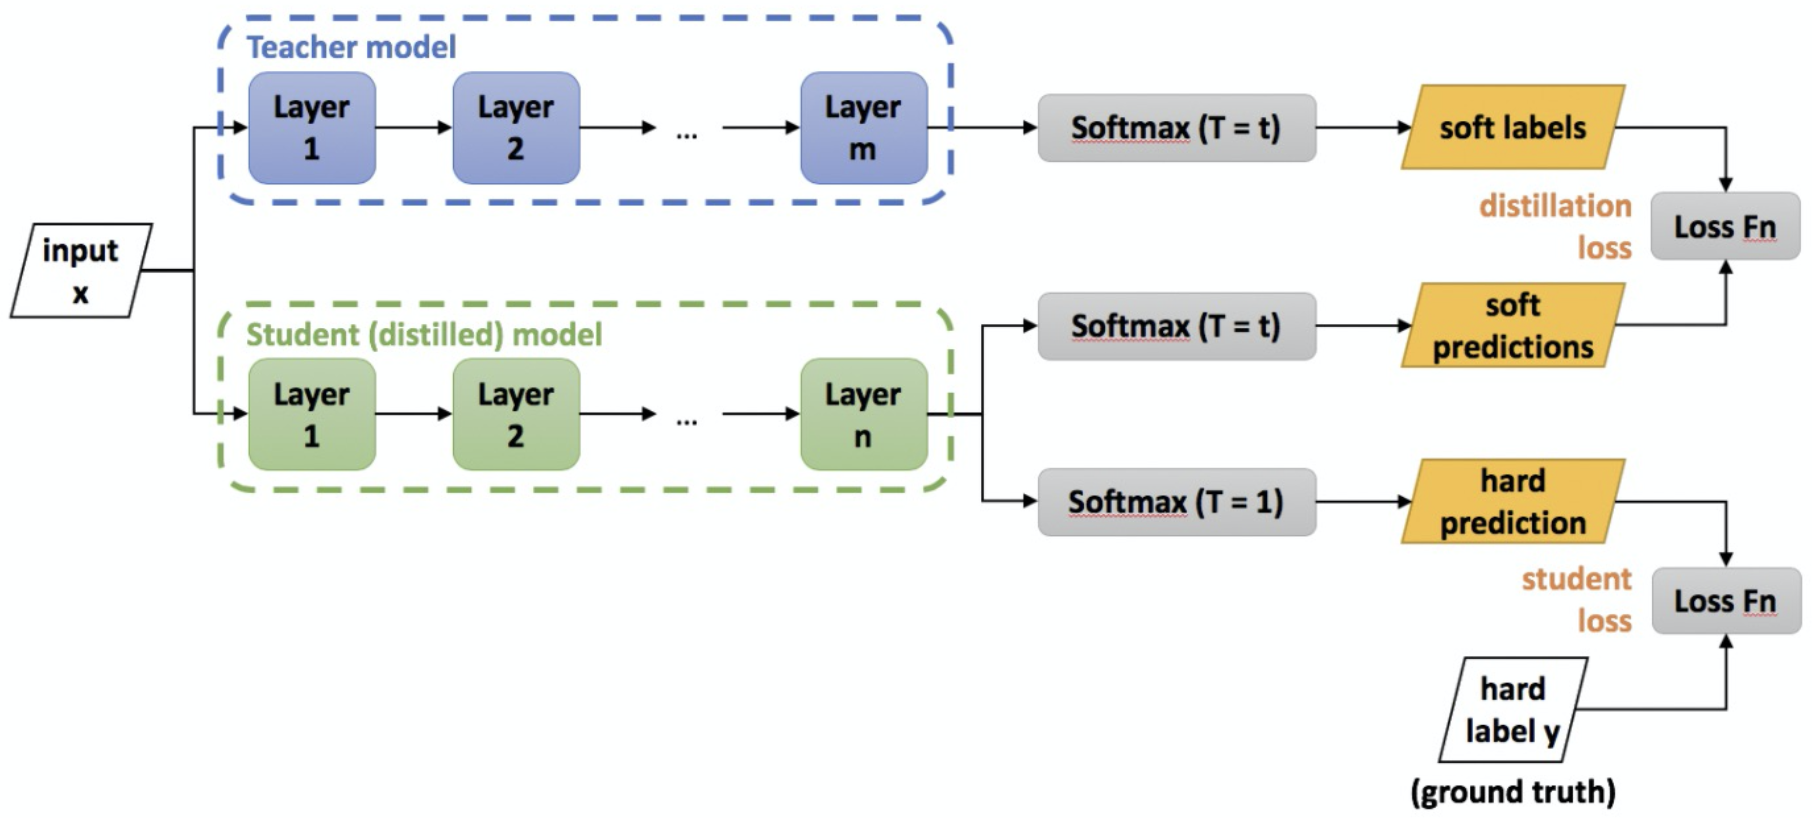 Teacher model
Layer
1
Layer
2
...
Layer
m
Softmax (T = t)
soft labels
distillation
loss
Loss Fn
input
x
Student (distilled) model
Layer
1
Layer
2
...
Layer
n
Softmax (T = t)
soft
predictions
Softmax (T = 1)
hard
prediction
student
loss
Loss Fn
hard
label y
(ground truth)